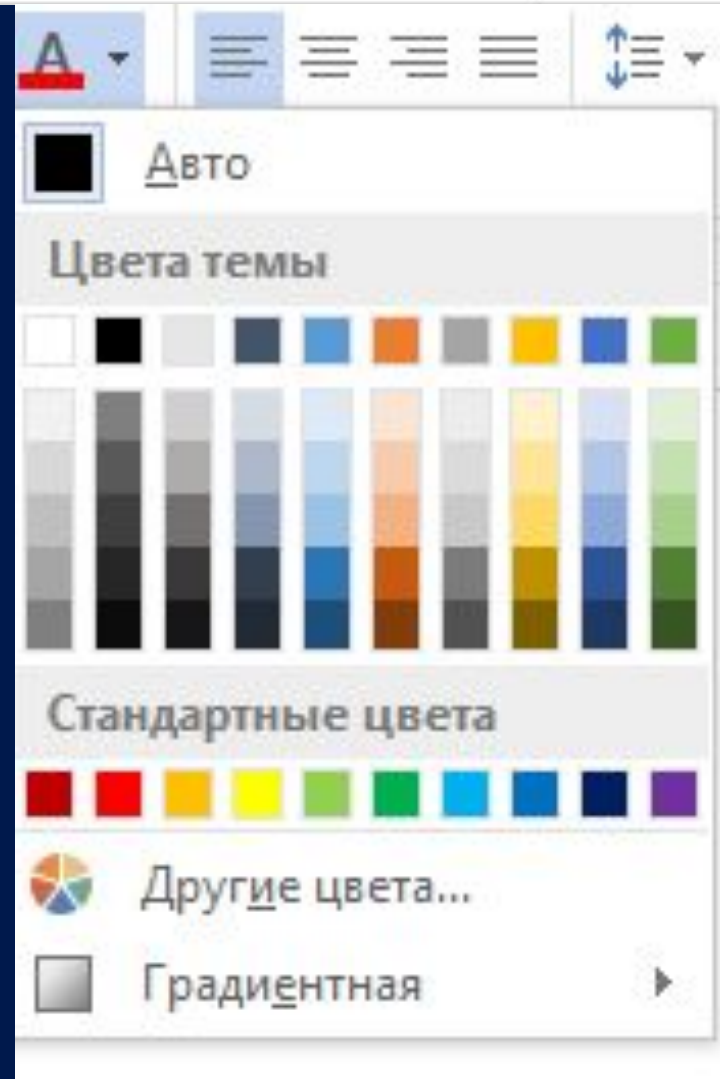 А
Авто
Цвета темы
Стандартные цвета
Другие цвета...
Градиентная